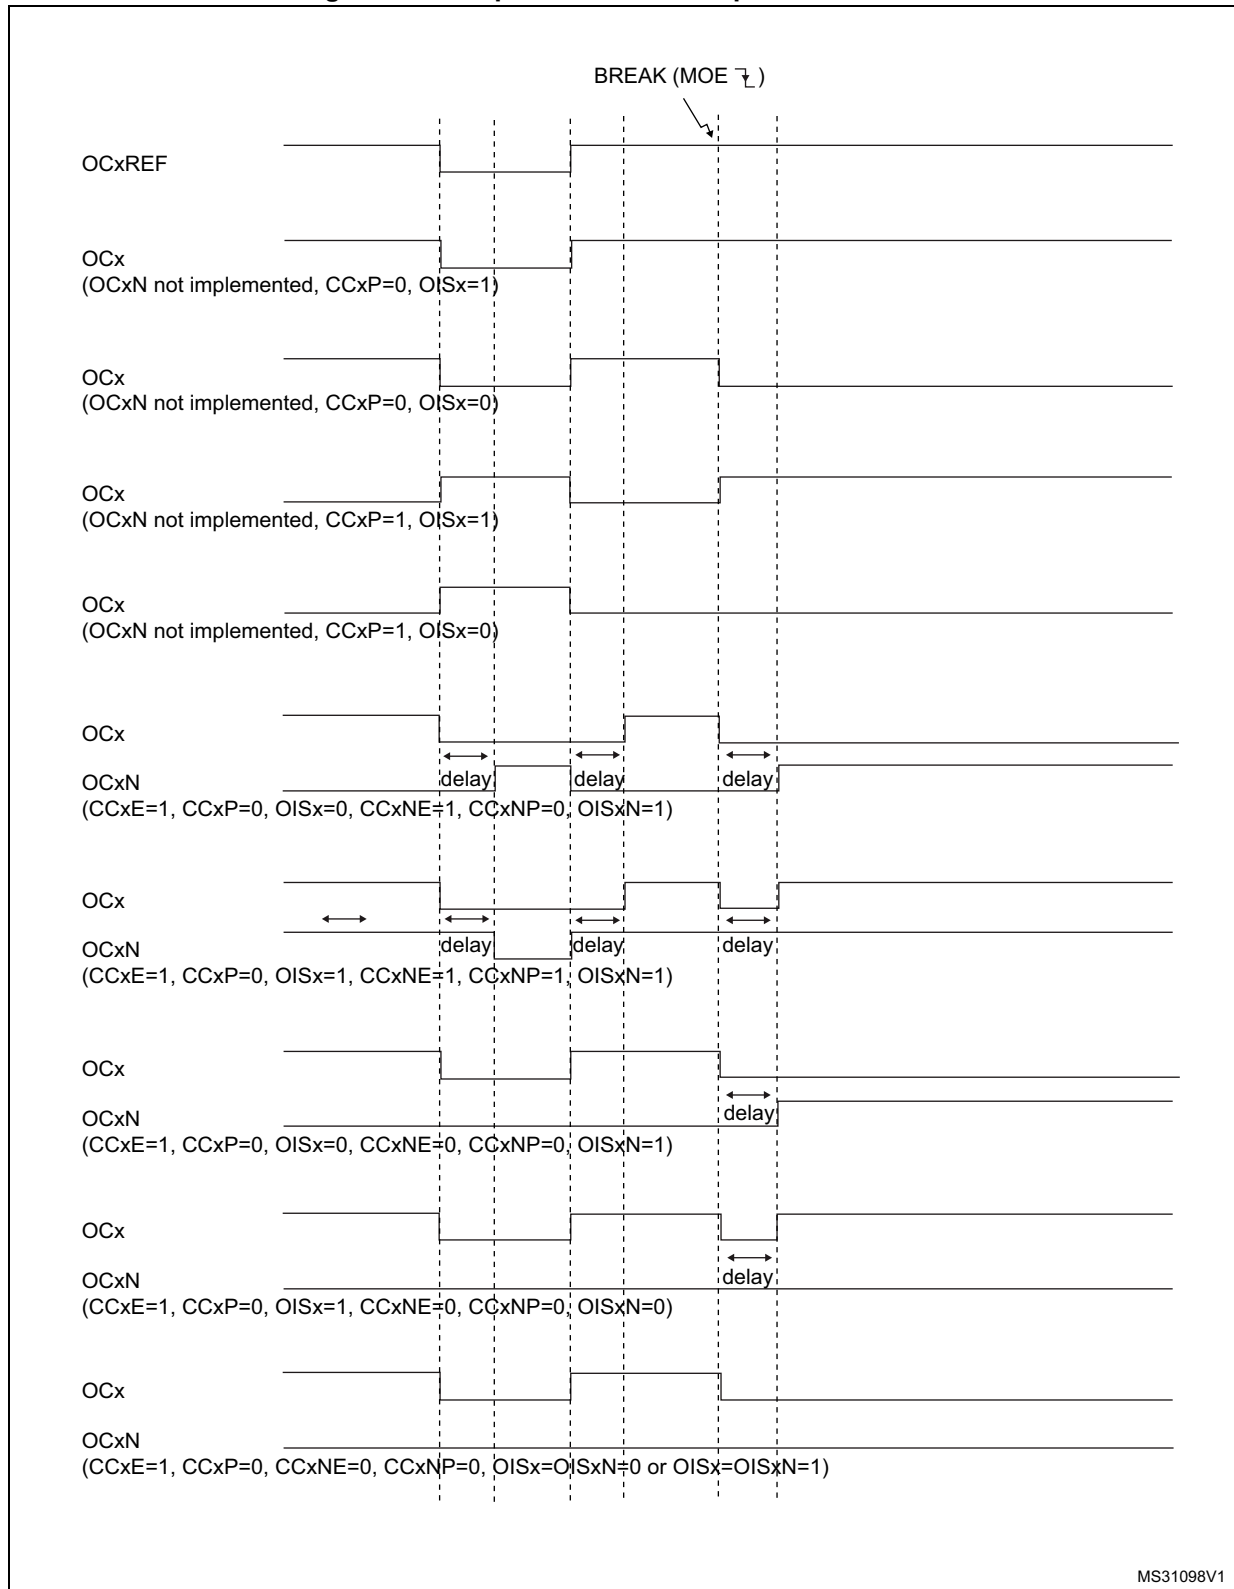 BREAK (MOE )
OCxREF
OCx
(OCxN not implemented, CCxP=0, OISx=1)
OCx
(OCxN not implemented, CCxP=0, OISx=0)
OCx
(OCxN not implemented, CCxP=1, OISx=1)
OCx
(OCxN not implemented, CCxP=1, OISx=0)
OCx
OCxN delay delay delay
(CCxE=1, CCxP=0, OISx=0, CCxNE=1, CCxNP=0, OISxN=1)
OCx
OCxN delay delay delay
(CCxE=1, CCxP=0, OISx=1, CCxNE=1, CCxNP=1, OISxN=1)
OCx
OCxN delay
(CCxE=1, CCxP=0, OISx=0, CCxNE=0, CCxNP=0, OISxN=1)
OCx
OCxN delay
(CCxE=1, CCxP=0, OISx=1, CCxNE=0, CCxNP=0, OISxN=0)
OCx
OCxN
(CCxE=1, CCxP=0, CCxNE=0, CCxNP=0, OISx=OISxN=0 or OISx=OISxN=1)
MS31098V1